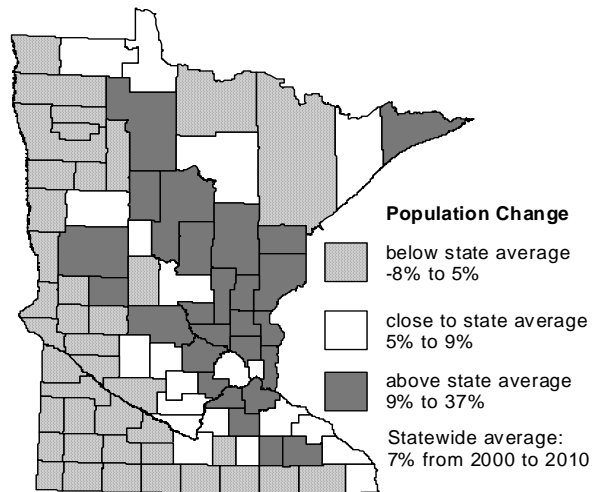 Population Change
below state average
-8% to 5%
close to state average
5% to 9%
above state average
9% to 37%
Statewide average:
7% from 2000 to 2010